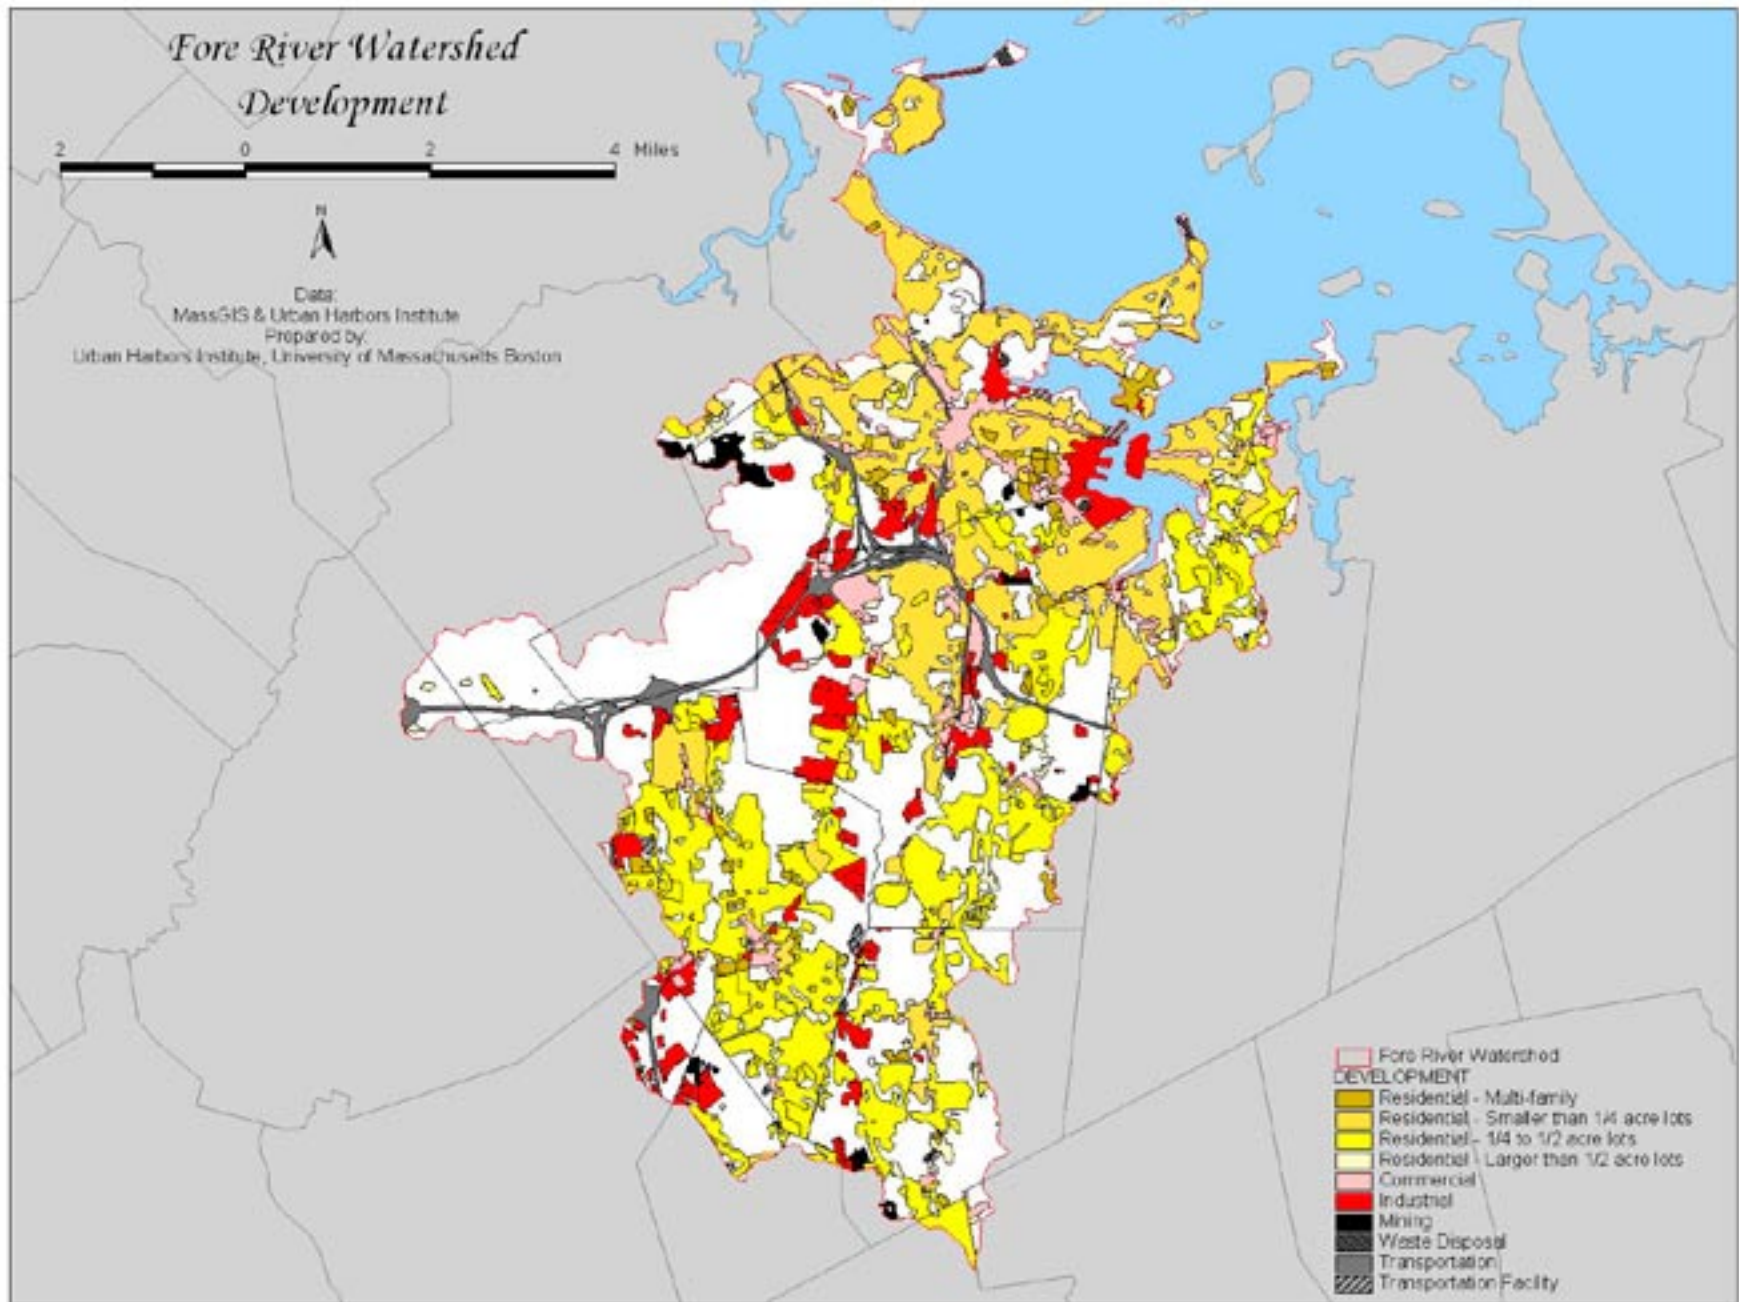 Fore River Watershed
Development
2 0 2 4 Miles
N
Data:
MassGIS & Urban Harbors Institute
Prepared by:
Urban Harbors Institute, University of Massachusetts Boston
Fore River Watershed
DEVELOPMENT
Residential - Multi-family
Residential - Smaller than 1/4 acre lots
Residential - 1/4 to 1/2 acre lots
Residential - Larger than 1/2 acre lots
Commercial
Industrial
Mining
Waste Disposal
Transportation
Transportation Facility